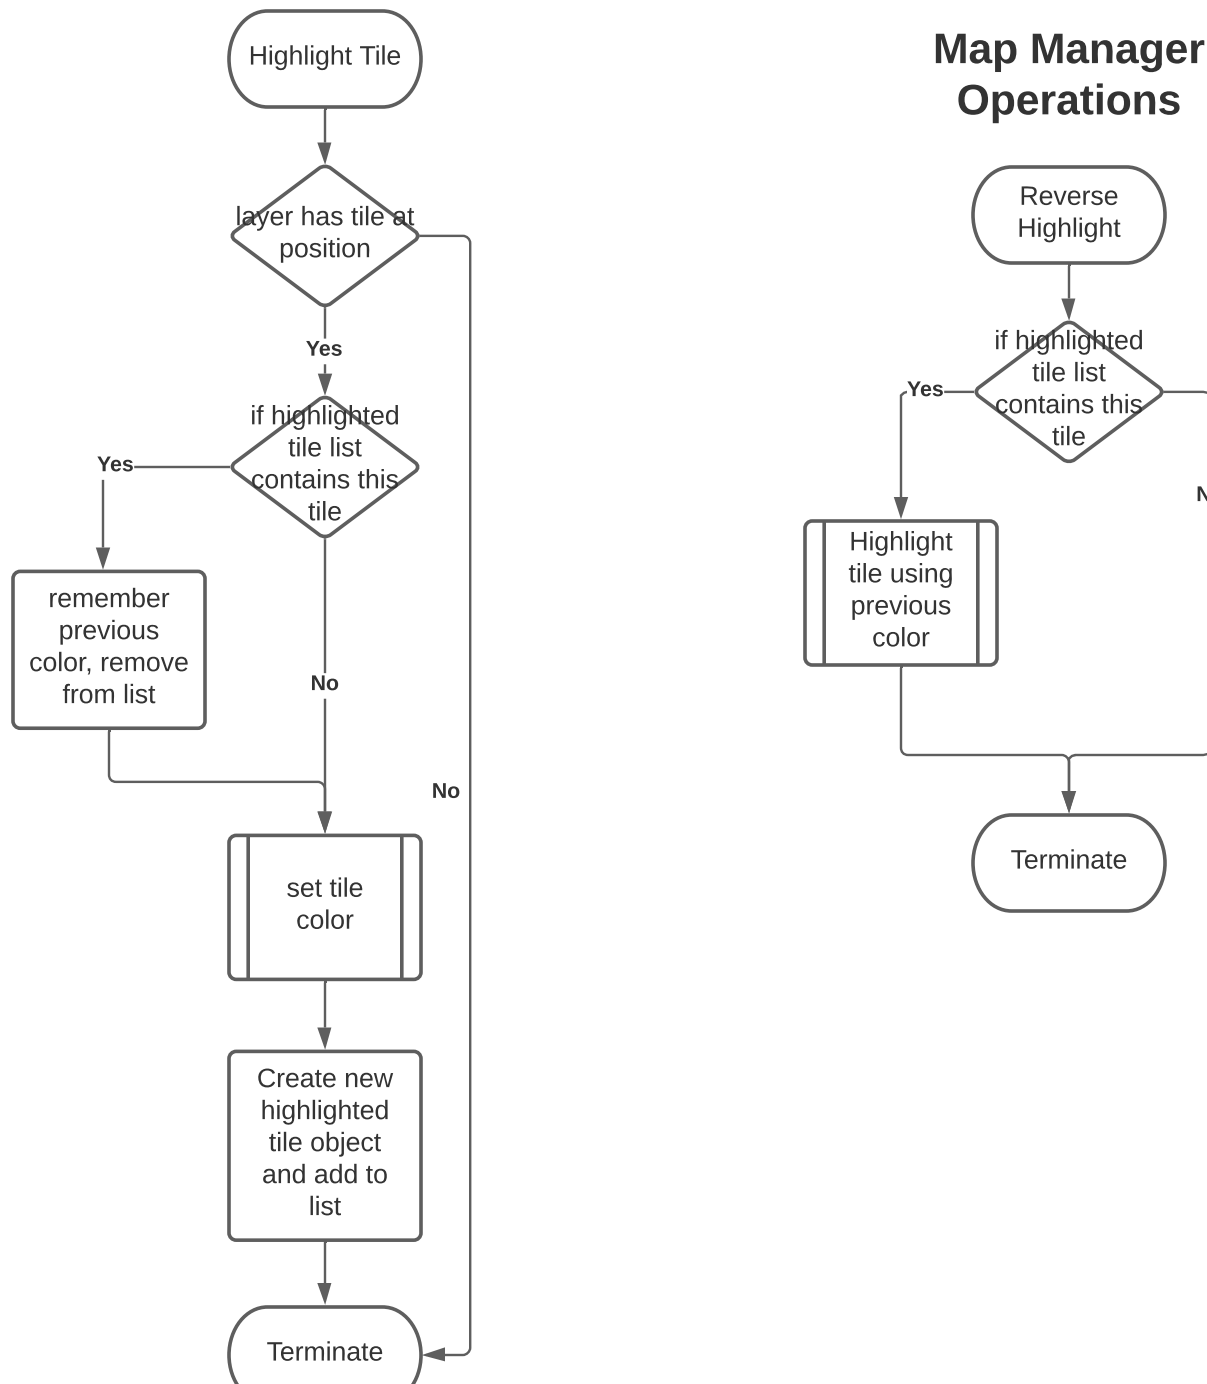 Highlight Tile
layer has tile at
position
Yes
if highlighted
tile list
contains this
tile
Yes
remember
previous
color, remove
from list
No
No
set tile
color
Create new
highlighted
tile object
and add to
list
Terminate
Map Manager
Operations
Reverse
Highlight
if highlighted
tile list
contains this
tile
Yes
Highlight
tile using
previous
color
Terminate